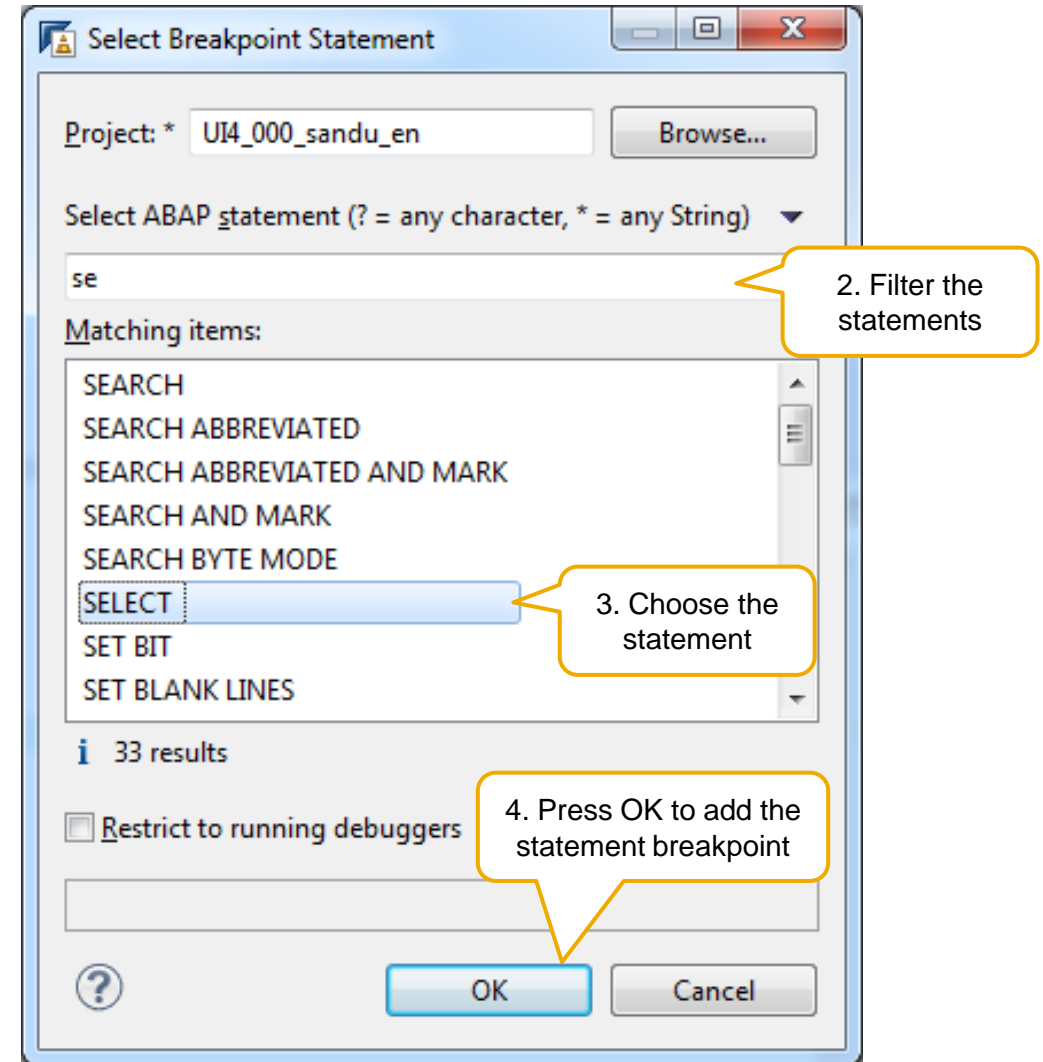 Select Breakpoint Statement
Project: * UI4_000_sandu_en Browse...
Select ABAP statement (? = any character, * = any String)
se
2. Filter the
statements
Matching items:
SEARCH
SEARCH ABBREVIATED
SEARCH ABBREVIATED AND MARK
SEARCH AND MARK
SEARCH BYTE MODE
SELECT
3. Choose the
statement
SET BIT
SET BLANK LINES
i 33 results
Restrict to running debuggers
4. Press OK to add the
statement breakpoint
? OK Cancel